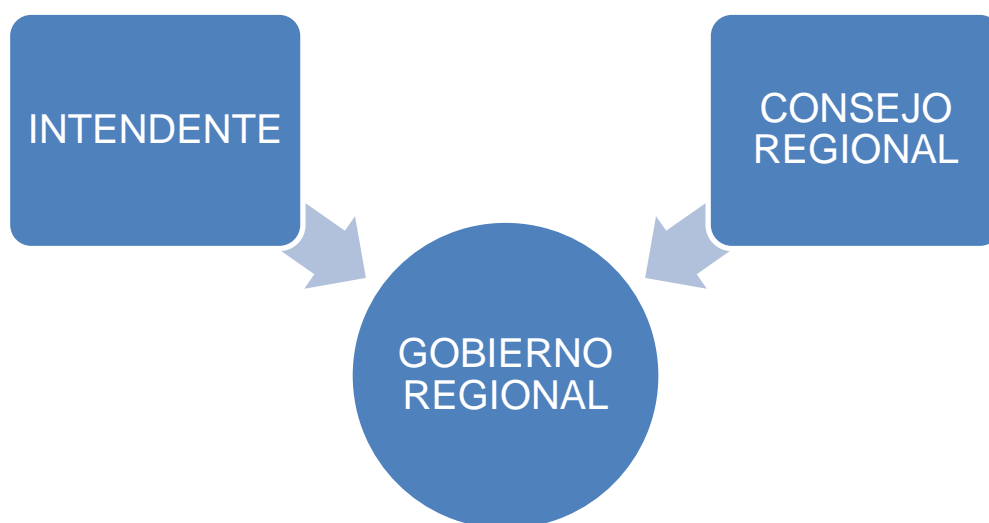 INTENDENTE
CONSEJO
REGIONAL
GOBIERNO
REGIONAL